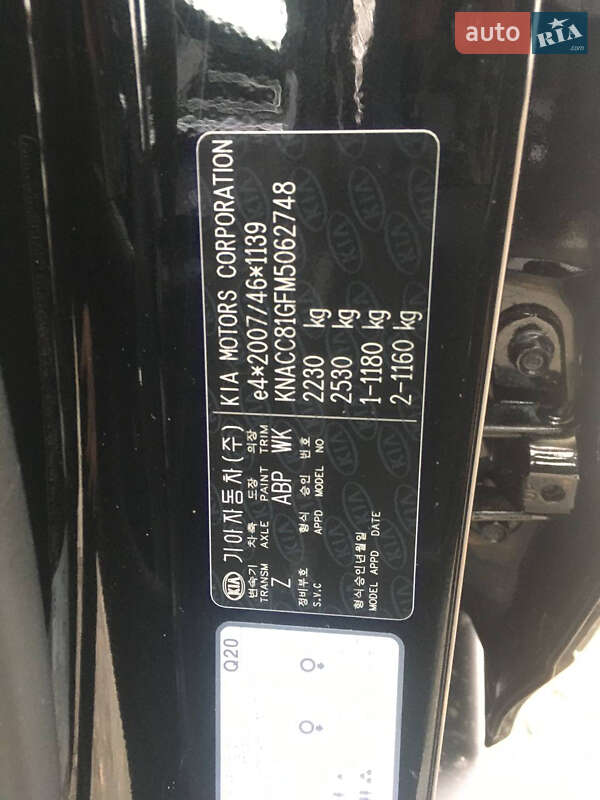 auto RIA .com
KIA 기아자동차(주) KIA MOTORS CORPORATION
변속기 차축 도장 의장 e4*2007/46*1139
TRANSM AXLE PAINT TRIM
Z ABP WK KNACC81GFM5062748
정비부호 형식 승인 번호 2230 kg
S.V.C APPD MODEL NO 2530 kg
형식승인년월일 1-1180 kg
MODEL APPD DATE 2-1160 kg
Q20